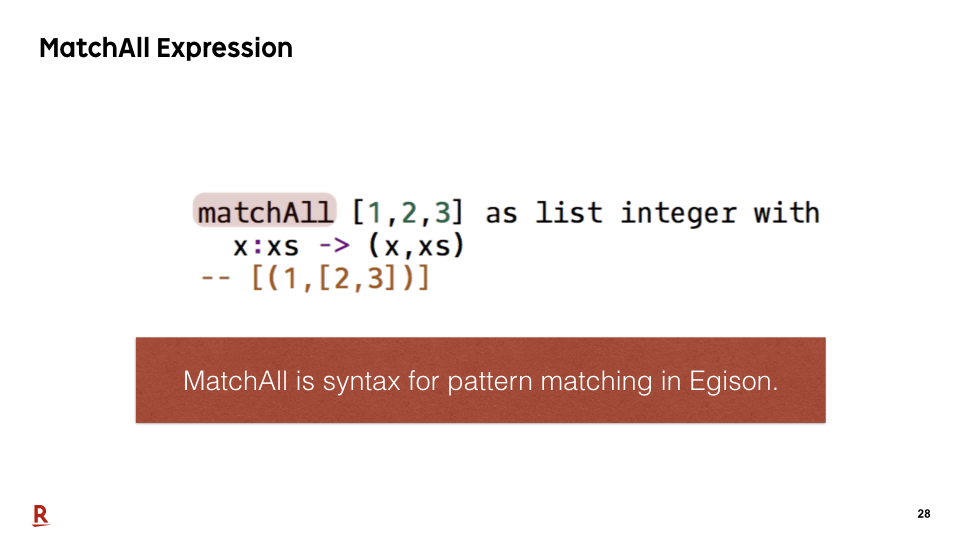 MatchAll Expression
matchAll [1,2,3] as list integer with
x:xs -> (x,xs)
-- [(1,[2,3])]
MatchAll is syntax for pattern matching in Egison.
R
28